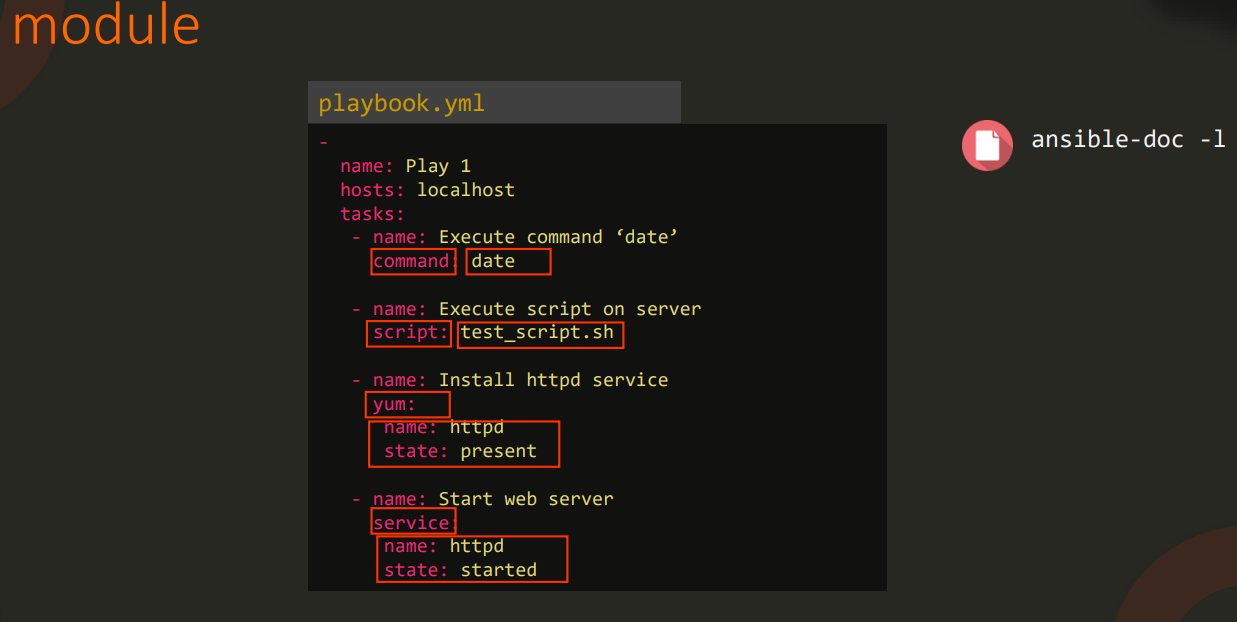 module
playbook.yml
-
name: Play 1
hosts: localhost
tasks:
- name: Execute command ‘date’
command: date
- name: Execute script on server
script: test_script.sh
- name: Install httpd service
yum:
name: httpd
state: present
- name: Start web server
service:
name: httpd
state: started
ansible-doc -l